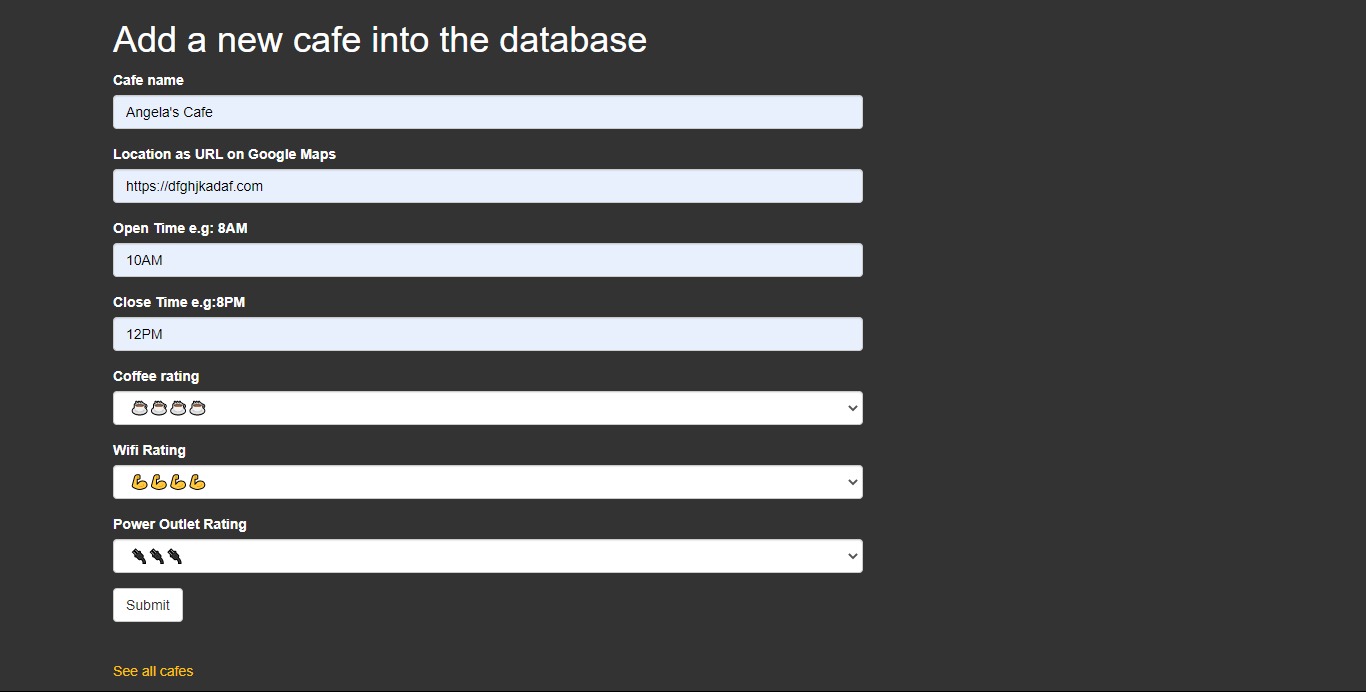 Add a new cafe into the database
Cafe name
Angela's Cafe
Location as URL on Google Maps
https://dfghjkadaf.com
Open Time e.g: 8AM
10AM
Close Time e.g:8PM
12PM
Coffee rating
☕☕☕☕
Wifi Rating
💪💪💪💪
Power Outlet Rating
🔌🔌🔌
Submit
See all cafes